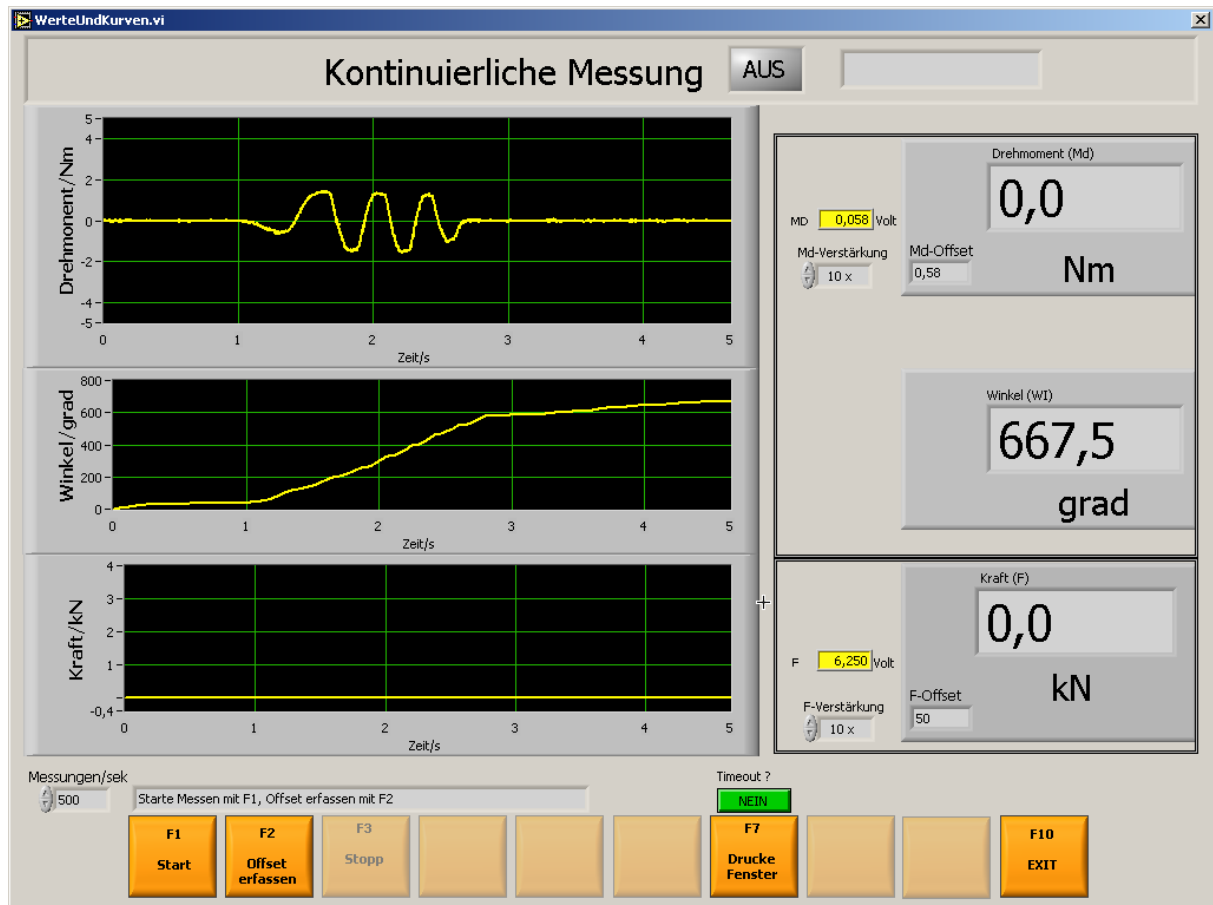 WerteUndKurven.vi
Kontinuierliche Messung
AUS
Drehmonent/Nm
5
4
2
0
-2
-4
-5
0 1 2 3 4 5
Zeit/s
Winkel/grad
800
600
400
200
0
0 1 2 3 4 5
Zeit/s
Kraft/kN
4
3
2
1
-0,4
0 1 2 3 4 5
Zeit/s
Drehmoment (Md)
0,0
Nm
MD 0,058 Volt
Md-Verstärkung
10 x
Md-Offset
0,58
Winkel (WI)
667,5
grad
Kraft (F)
0,0
kN
F 6,250 Volt
F-Verstärkung
10 x
F-Offset
50
Messungen/sek
500
Starte Messen mit F1, Offset erfassen mit F2
Timeout ?
NEIN
F1
Start
F2
Offset
erfassen
F3
Stopp
F7
Drucke
Fenster
F10
EXIT